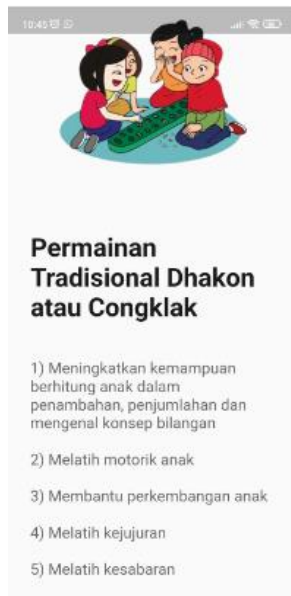 10:45
Permainan
Tradisional Dhakon
atau Congklak
1) Meningkatkan kemampuan
berhitung anak dalam
penambahan, penjumlahan dan
mengenal konsep bilangan
2) Melatih motorik anak
3) Membantu perkembangan anak
4) Melatih kejujuran
5) Melatih kesabaran